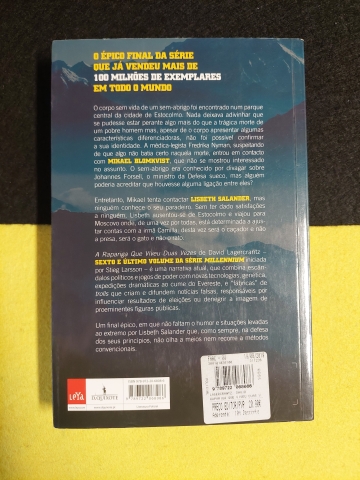 O ÉPICO FINAL DA SÉRIE
QUE JÁ VENDEU MAIS DE
100 MILHÕES DE EXEMPLARES
EM TODO O MUNDO
O corpo sem vida de um sem-abrigo foi encontrado num parque
central da cidade de Estocolmo. Nada deixava adivinhar que
se pudesse estar perante algo mais do que a trágica morte de
um pobre homem mas, apesar de o corpo apresentar algumas
características diferenciadoras, não foi possível confirmar
a sua identidade. A médica-legista Fredrika Nyman, suspeitando
de que algo não batia certo naquela morte, entrou em contacto
com MIKAEL BLOMKVIST, que não se mostrou interessado
no assunto. O sem-abrigo era conhecido por divagar sobre
Johannes Forsell, o ministro da Defesa sueco, mas alguém
poderia acreditar que houvesse alguma ligação entre eles?
Entretanto, Mikael tenta contactar LISBETH SALANDER, mas
ninguém conhece o seu paradeiro. Sem ter dado satisfações
a ninguém, Lisbeth ausentou-se de Estocolmo e viajou para
Moscovo onde, de uma vez por todas, está determinada a ajus-
tar contas com a irmã Camilla, desta vez será o caçador e não
a presa, será o gato e não o rato.
A Rapariga Que Viveu Duas Vezes de David Lagercrantz –
SEXTO E ÚLTIMO VOLUME DA SÉRIE MILLENNIUM iniciada
por Stieg Larsson – é uma narrativa atual, que combina escân-
dalos políticos e jogos de poder com novas tecnologias, genética,
expedições dramáticas ao cume do Evereste, e "fábricas" de
trolls que criam e difundem notícias falsas, responsáveis por
influenciar resultados de eleições ou denegrir a imagem de
proeminentes figuras públicas.
Um final épico, em que não faltam o humor e situações levadas
ao extremo por Lisbeth Salander que, como sempre, na defesa
dos seus princípios, não olha a meios nem recorre a métodos
convencionais.
LEYA